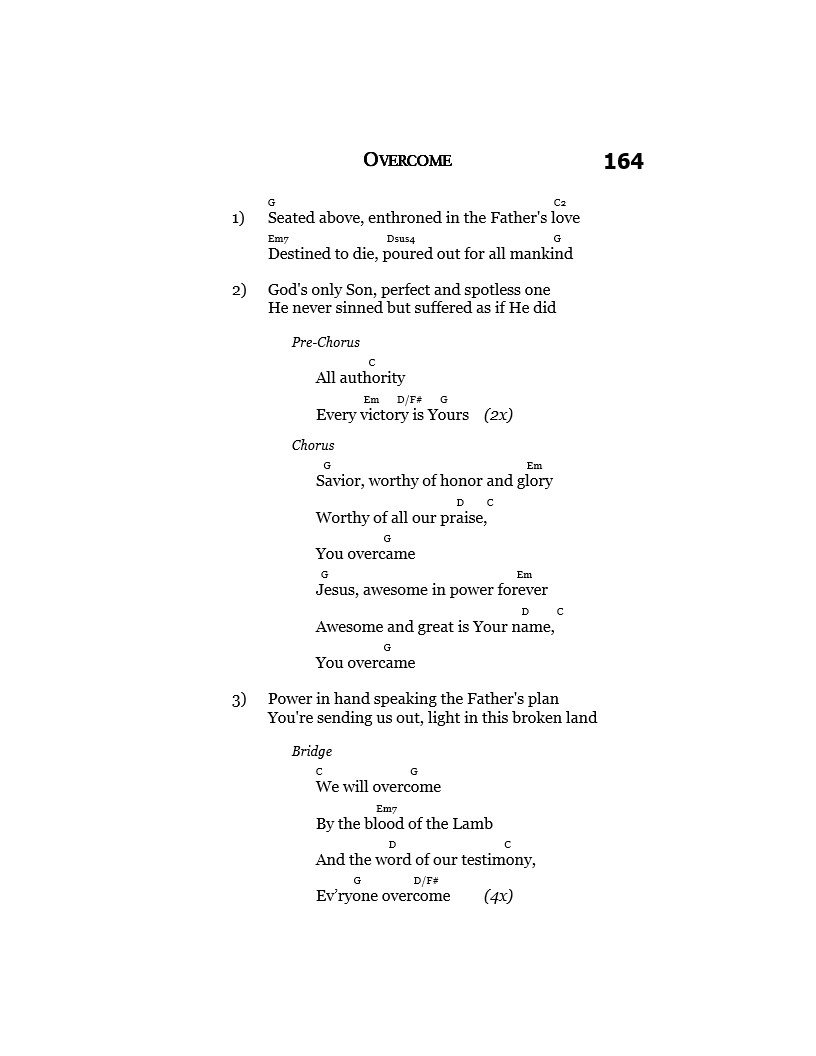 OVERCOME 164
G C2
1) Seated above, enthroned in the Father's love
Em7 Dsus4 G
Destined to die, poured out for all mankind
2) God's only Son, perfect and spotless one
He never sinned but suffered as if He did
Pre-Chorus
C
All authority
Em D/F# G
Every victory is Yours (2x)
Chorus
G Em
Savior, worthy of honor and glory
D C
Worthy of all our praise,
G
You overcame
G Em
Jesus, awesome in power forever
D C
Awesome and great is Your name,
G
You overcame
3) Power in hand speaking the Father's plan
You're sending us out, light in this broken land
Bridge
C G
We will overcome
Em7
By the blood of the Lamb
D C
And the word of our testimony,
G D/F#
Ev’ryone overcome (4x)